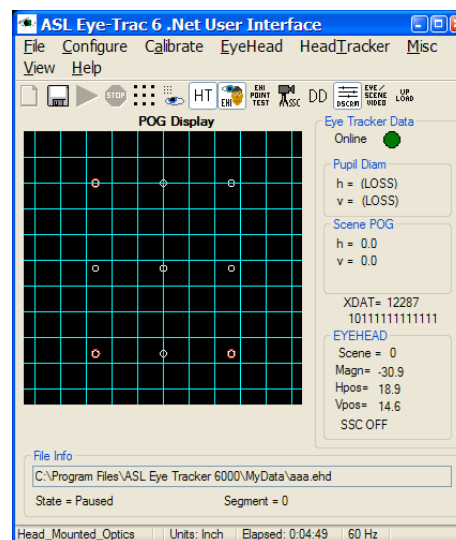 ASL Eye-Trac 6 .Net User Interface
File Configure Calibrate EyeHead HeadTracker Misc
View Help
STOP HT EHI EHI POINT TEST SSC DD DSCRM EYE/SCENE VIDEO UP LOAD
POG Display
Eye Tracker Data
Online
Pupil Diam
h = (LOSS)
v = (LOSS)
Scene POG
h = 0.0
v = 0.0
XDAT= 12287
10111111111111
EYEHEAD
Scene = 0
Magn= -30.9
Hpos= 18.9
Vpos= 14.6
SSC OFF
File Info
C:\Program Files\ASL Eye Tracker 6000\MyData\aaa.ehd
State = Paused Segment = 0
Head_Mounted_Optics Units: Inch Elapsed: 0:04:49 60 Hz